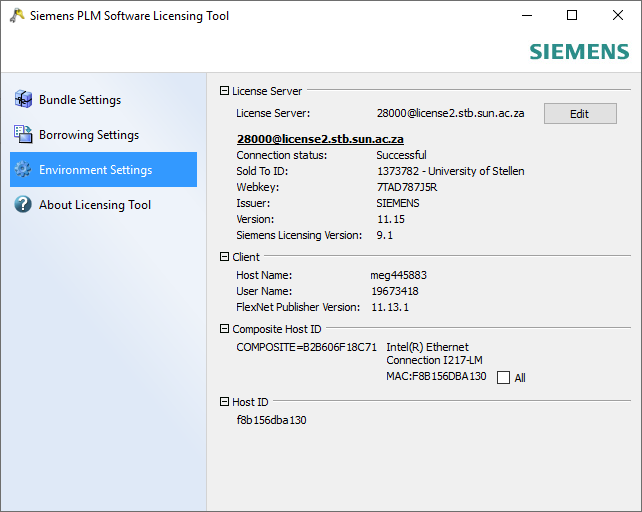 Siemens PLM Software Licensing Tool
SIEMENS
Bundle Settings
Borrowing Settings
Environment Settings
About Licensing Tool
License Server
License Server: 28000@license2.stb.sun.ac.za Edit
28000@license2.stb.sun.ac.za
Connection status: Successful
Sold To ID: 1373782 - University of Stellen
Webkey: 7TAD787J5R
Issuer: SIEMENS
Version: 11.15
Siemens Licensing Version: 9.1
Client
Host Name: meg445883
User Name: 19673418
FlexNet Publisher Version: 11.13.1
Composite Host ID
COMPOSITE=B2B606F18C71 Intel(R) Ethernet
Connection I217-LM
MAC:F8B156DBA130 All
Host ID
f8b156dba130